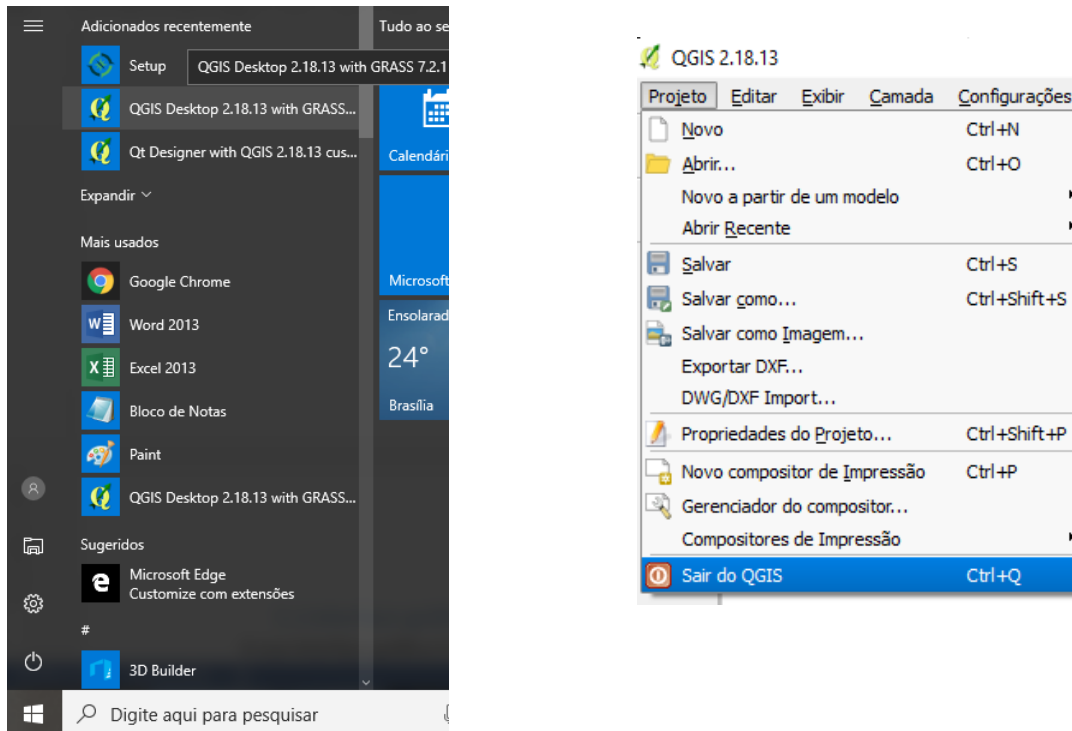 Adicionados recentemente
Tudo ao se
Setup
QGIS Desktop 2.18.13 with GRASS 7.2.1
QGIS Desktop 2.18.13 with GRASS...
Qt Designer with QGIS 2.18.13 cus...
Calendári
Expandir
Mais usados
Google Chrome
Microsoft
Word 2013
Ensolarad
Excel 2013
24°
Bloco de Notas
Brasília
Paint
QGIS Desktop 2.18.13 with GRASS...
Sugeridos
Microsoft Edge
Customize com extensões
#
3D Builder
Digite aqui para pesquisar
QGIS 2.18.13
Projeto Editar Exibir Camada Configurações
Novo Ctrl+N
Abrir... Ctrl+O
Novo a partir de um modelo
Abrir Recente
Salvar Ctrl+S
Salvar como... Ctrl+Shift+S
Salvar como Imagem...
Exportar DXF...
DWG/DXF Import...
Propriedades do Projeto... Ctrl+Shift+P
Novo compositor de Impressão Ctrl+P
Gerenciador do compositor...
Compositores de Impressão
Sair do QGIS Ctrl+Q